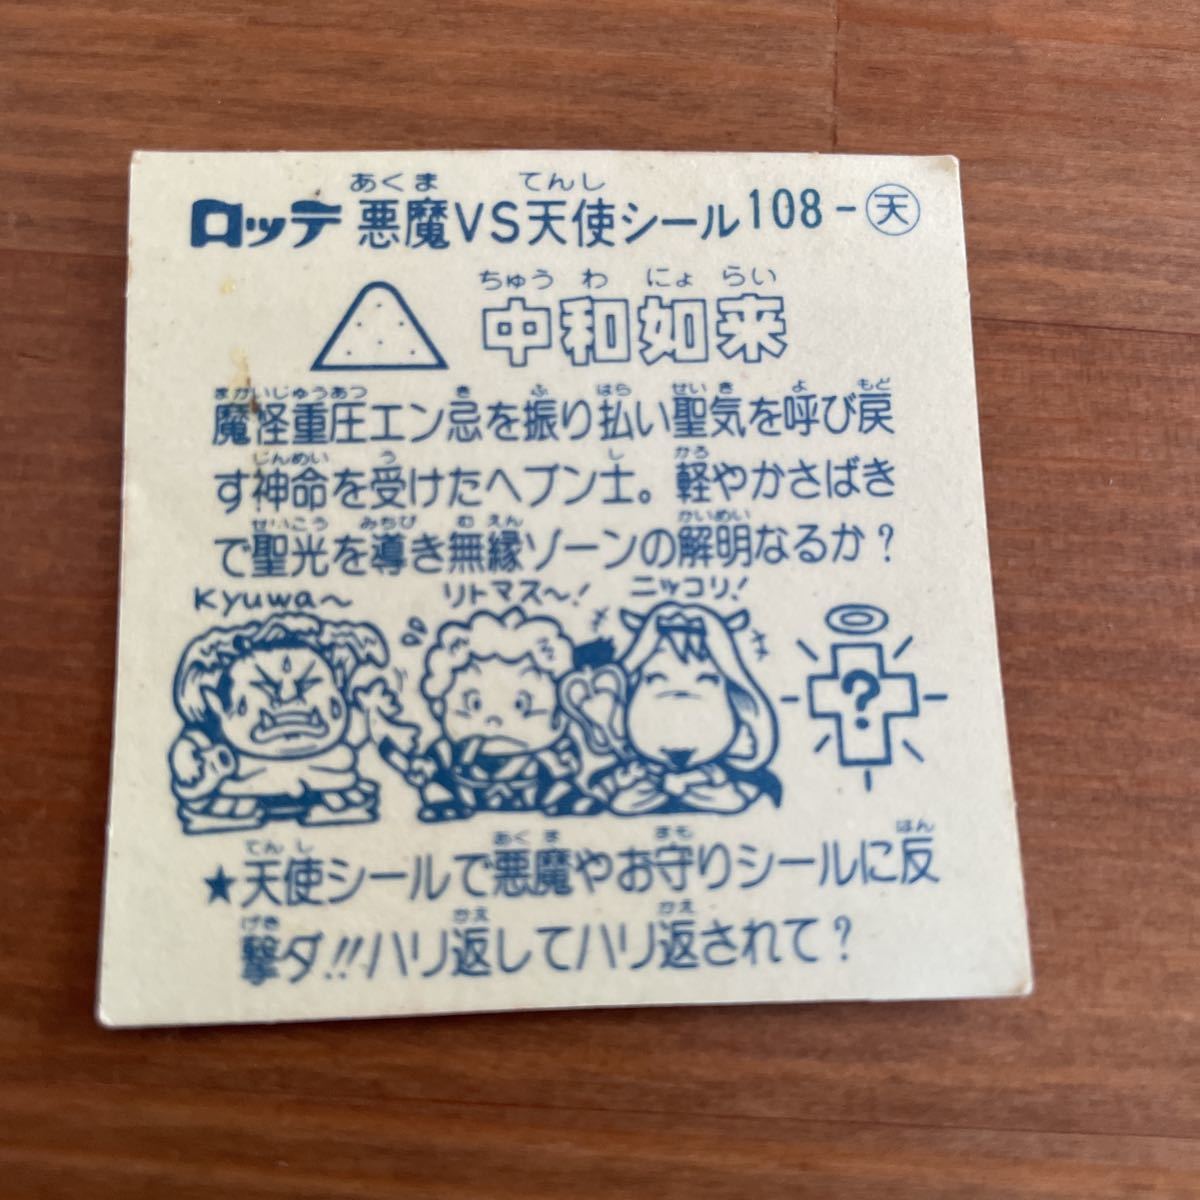 あくま てんし
ロッテ 悪魔VS天使シール108-天
ちゅう わ にょ らい
中和如来
まかいじゅうあつ き ふ はら せい き よ もど
魔怪重圧エン忌を振り払い聖気を呼び戻
じんめい う し かろ
す神命を受けたヘブン士。軽やかさばき
せいこう みちび む えん かいめい
で聖光を導き無縁ゾーンの解明なるか?
Kyuwa〜 リトマス〜! ニッコリ!
?
てん し あく ま まも はん
★天使シールで悪魔やお守りシールに反
げき かえ かえ
撃ダ!!ハリ返してハリ返されて?